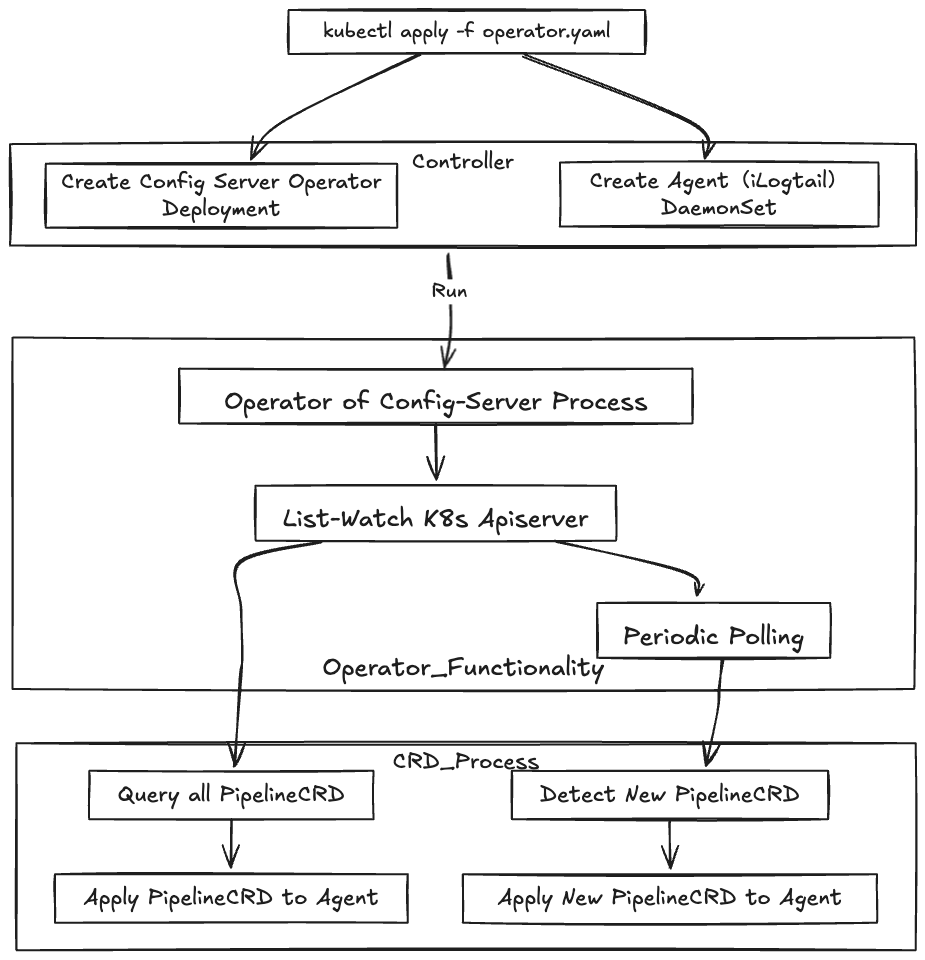 kubectl apply -f operator.yaml
Controller
Create Config Server Operator
Deployment
Create Agent (iLogtail)
DaemonSet
Run
Operator of Config-Server Process
List-Watch K8s Apiserver
Periodic Polling
Operator_Functionality
CRD_Process
Query all PipelineCRD
Detect New PipelineCRD
Apply PipelineCRD to Agent
Apply New PipelineCRD to Agent